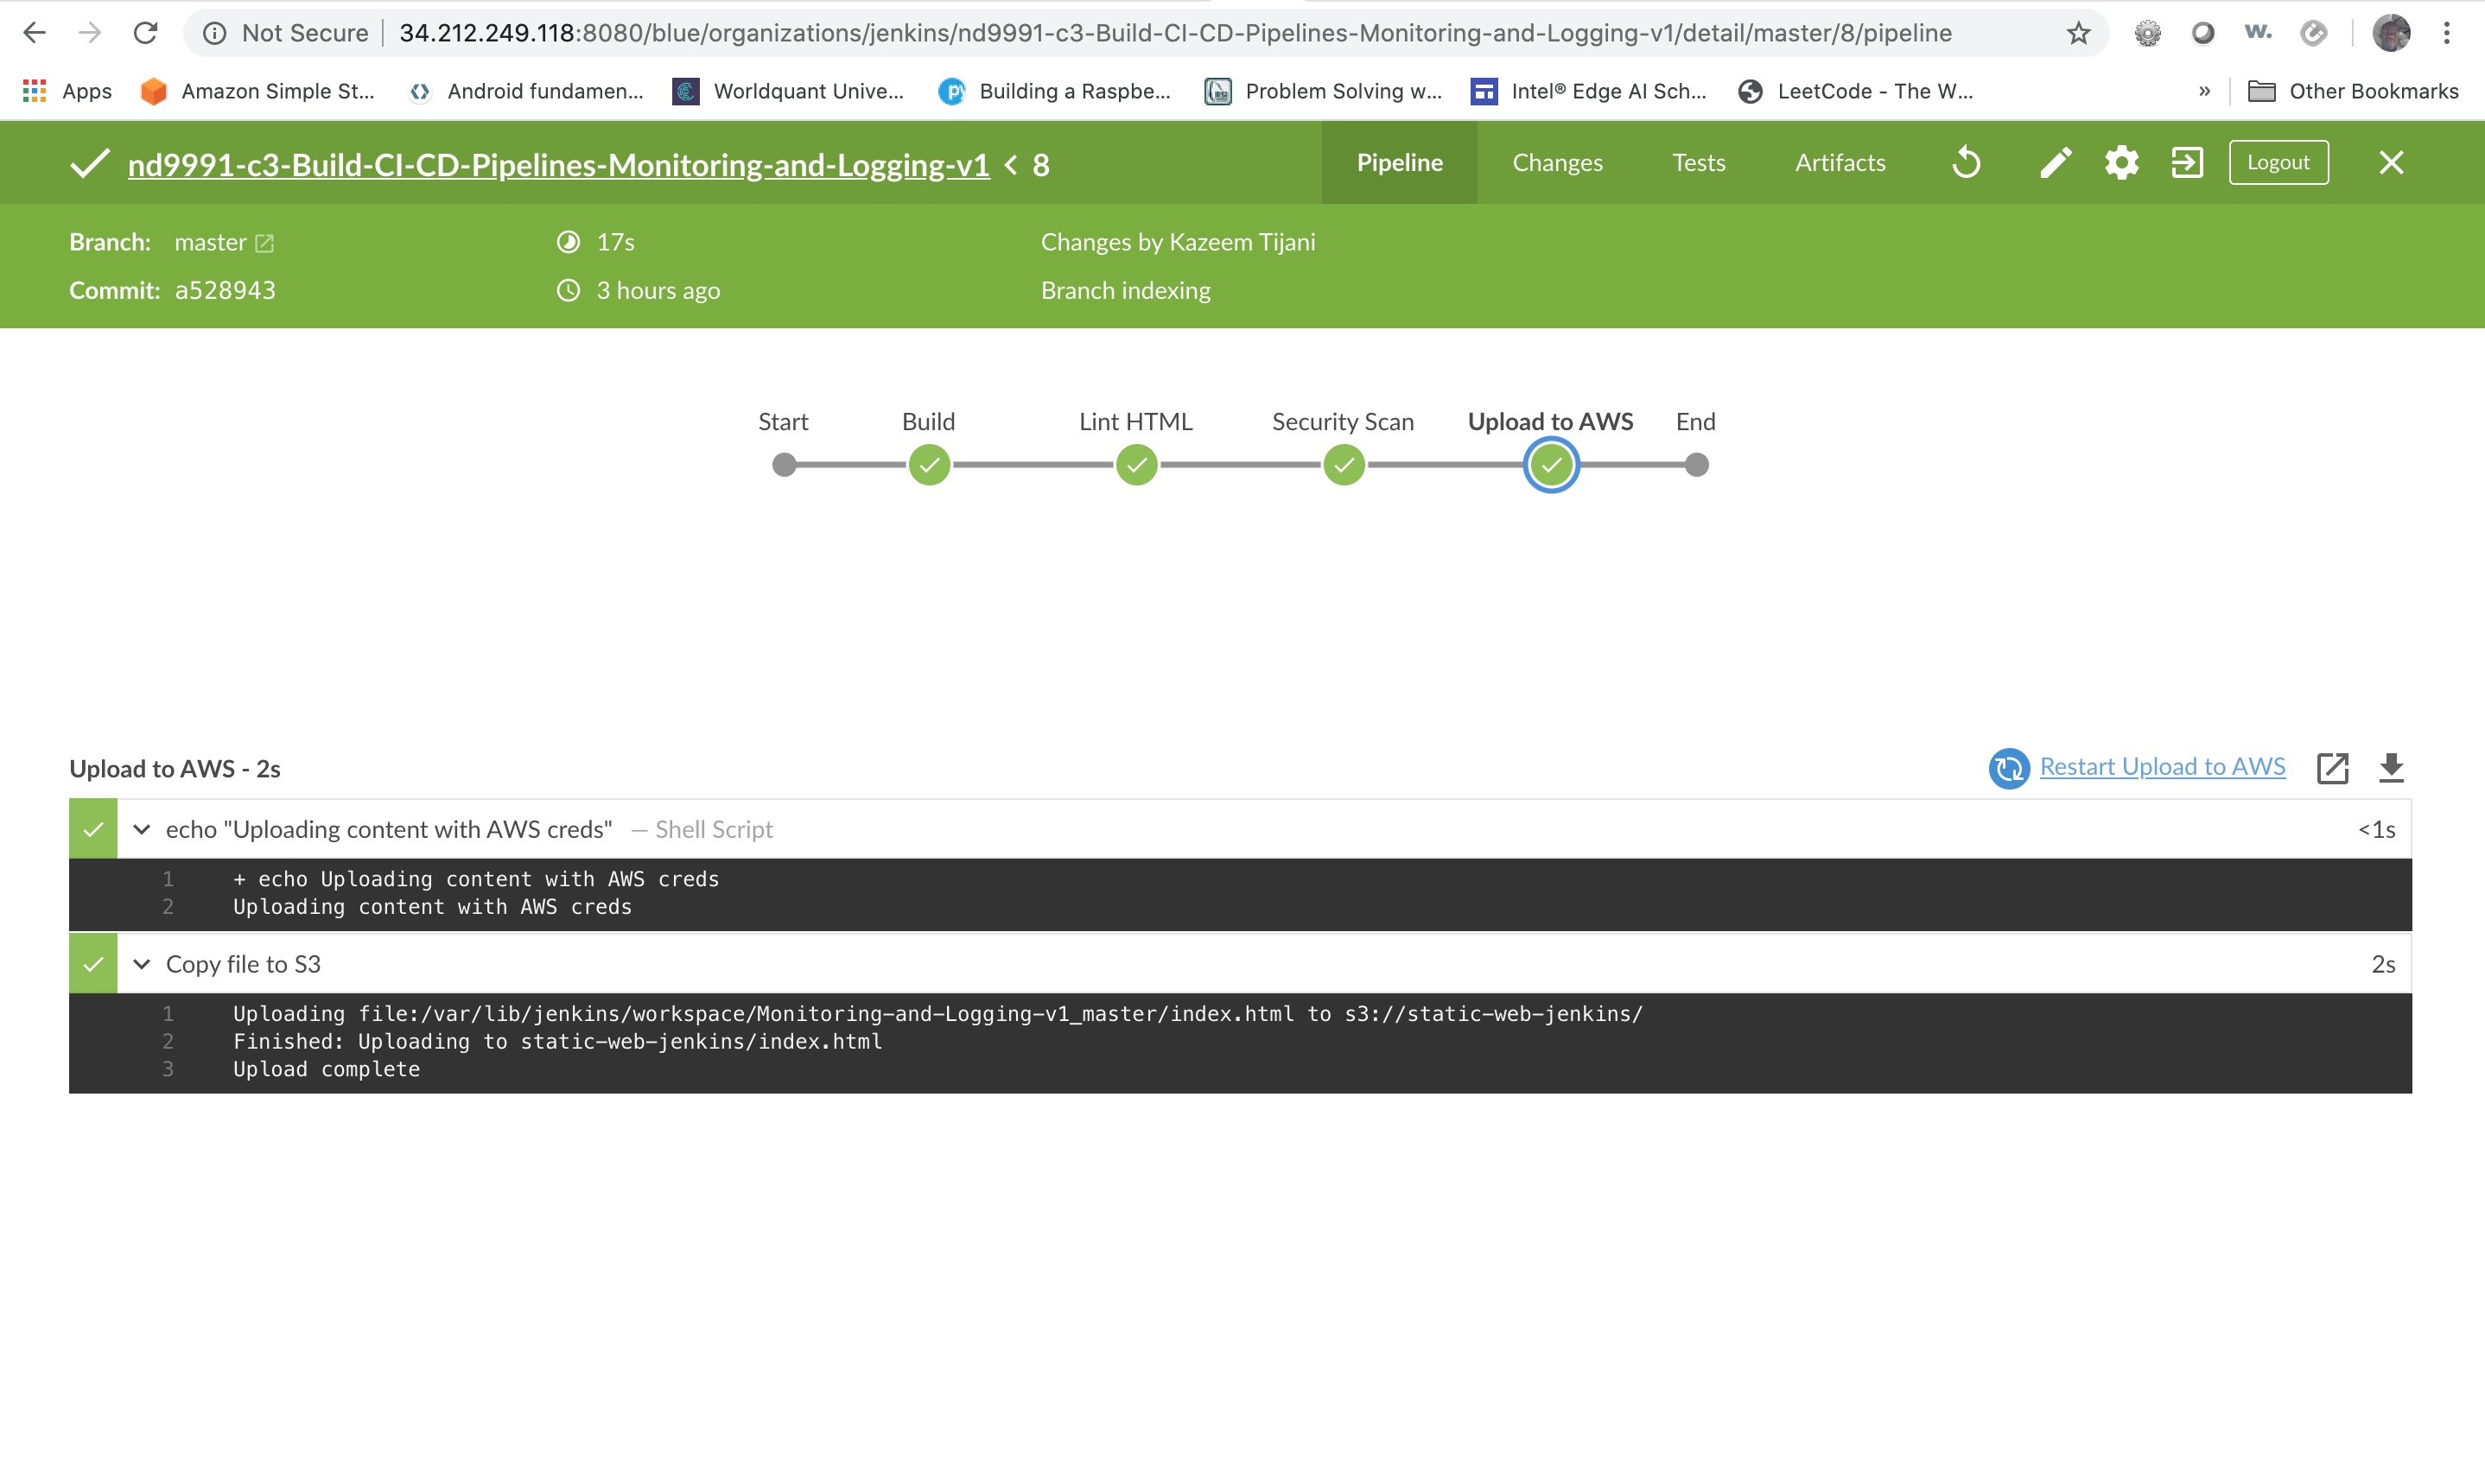 Not Secure 34.212.249.118:8080/blue/organizations/jenkins/nd9991-c3-Build-CI-CD-Pipelines-Monitoring-and-Logging-v1/detail/master/8/pipeline w.
Apps Amazon Simple St... Android fundamen... Worldquant Unive... Building a Raspbe... Problem Solving w... Intel® Edge AI Sch... LeetCode - The W... » Other Bookmarks
nd9991-c3-Build-CI-CD-Pipelines-Monitoring-and-Logging-v1 < 8 Pipeline Changes Tests Artifacts Logout
Branch: master 17s Changes by Kazeem Tijani
Commit: a528943 3 hours ago Branch indexing
Start Build Lint HTML Security Scan Upload to AWS End
Upload to AWS - 2s Restart Upload to AWS
echo "Uploading content with AWS creds" — Shell Script <1s
1 + echo Uploading content with AWS creds
2 Uploading content with AWS creds
Copy file to S3 2s
1 Uploading file:/var/lib/jenkins/workspace/Monitoring-and-Logging-v1_master/index.html to s3://static-web-jenkins/
2 Finished: Uploading to static-web-jenkins/index.html
3 Upload complete